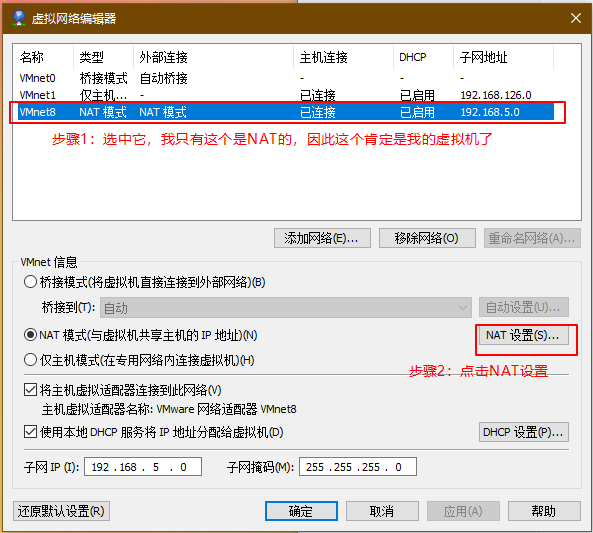 虚拟网络编辑器
名称 类型 外部连接 主机连接 DHCP 子网地址
VMnet0 桥接模式 自动桥接 - - -
VMnet1 仅主机... - 已连接 已启用 192.168.126.0
VMnet8 NAT 模式 NAT 模式 已连接 已启用 192.168.5.0
步骤1：选中它，我只有这个是NAT的，因此这个肯定是我的虚拟机了
添加网络(E)... 移除网络(O) 重命名网络(A)...
VMnet 信息
桥接模式(将虚拟机直接连接到外部网络)(B)
桥接到(T): 自动 自动设置(U)...
NAT 模式(与虚拟机共享主机的 IP 地址)(N) NAT 设置(S)...
仅主机模式(在专用网络内连接虚拟机)(H)
步骤2：点击NAT设置
将主机虚拟适配器连接到此网络(V)
主机虚拟适配器名称: VMware 网络适配器 VMnet8
使用本地 DHCP 服务将 IP 地址分配给虚拟机(D) DHCP 设置(P)...
子网 IP (I): 192 . 168 . 5 . 0 子网掩码(M): 255 . 255 . 255 . 0
还原默认设置(R) 确定 取消 应用(A) 帮助